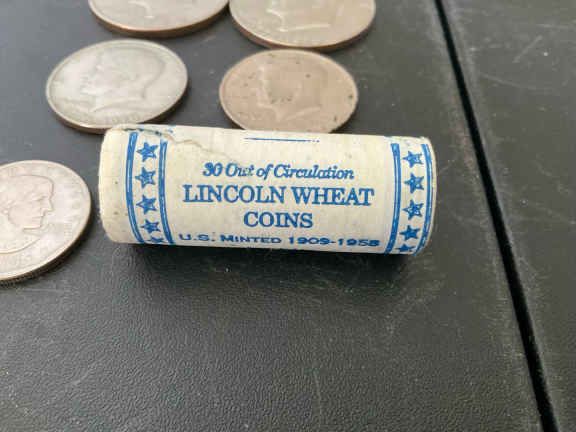 30 Out of Circulation
LINCOLN WHEAT
COINS
U.S. MINTED 1909-1958